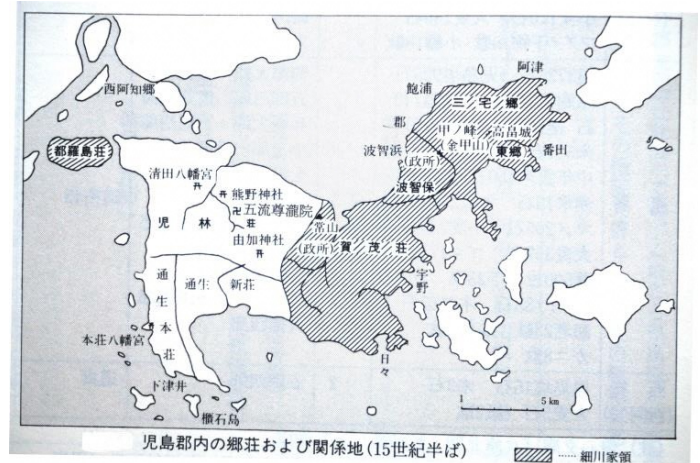 西阿知郷
阿津
鮑浦
三宅郷
郡
甲ノ峰
(金甲山)
高畠城
都羅島荘
波智浜
(政所)
(東郷)
番田
清田八幡宮
熊野神社
波智保
五流尊瀧院
荘
児
林
常山
(政所)
由加神社
賀茂荘
通生本荘
通生
新荘
宇野
本荘八幡宮
日々
下津井
櫃石島
1
5km
児島郡内の郷荘および関係地(15世紀半ば)
……細川家領